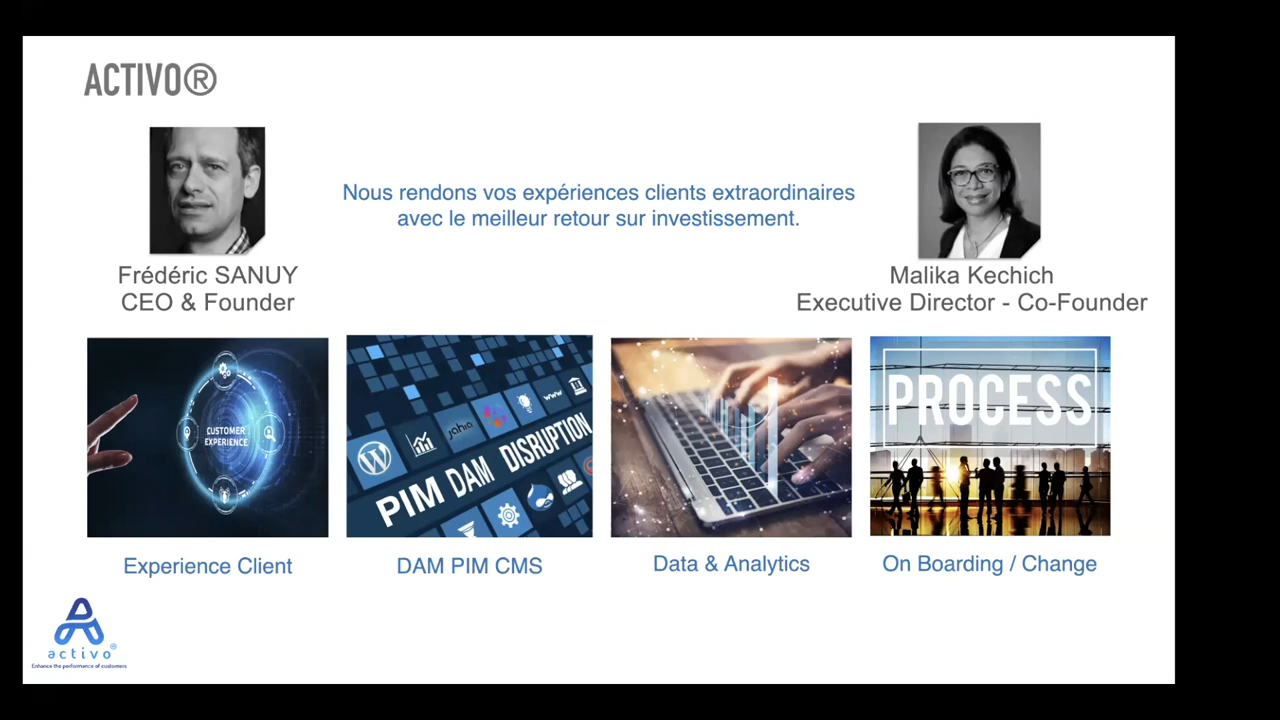 ACTIVO®
Nous rendons vos expériences clients extraordinaires
avec le meilleur retour sur investissement.
Frédéric SANUY
CEO & Founder
Malika Kechich
Executive Director - Co-Founder
CUSTOMER
EXPERIENCE
jahia
www
PIM DAM DISRUPTION
PROCESS
Experience Client
DAM PIM CMS
Data & Analytics
On Boarding / Change
activo®
Enhance the performance of customers